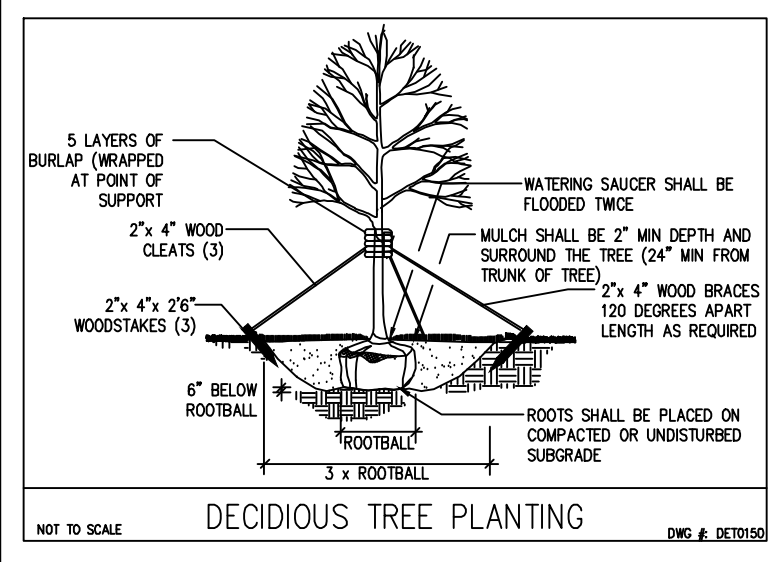 5 LAYERS OF
BURLAP (WRAPPED
AT POINT OF
SUPPORT
2"x 4" WOOD
CLEATS (3)
2"x 4"x 2'6"
WOODSTAKES (3)
6" BELOW
ROOTBALL
WATERING SAUCER SHALL BE
FLOODED TWICE
MULCH SHALL BE 2" MIN DEPTH AND
SURROUND THE TREE (24" MIN FROM
TRUNK OF TREE)
2"x 4" WOOD BRACES
120 DEGREES APART
LENGTH AS REQUIRED
ROOTS SHALL BE PLACED ON
COMPACTED OR UNDISTURBED
SUBGRADE
ROOTBALL
3 x ROOTBALL
NOT TO SCALE
DECIDIOUS TREE PLANTING
DWG #: DET0150